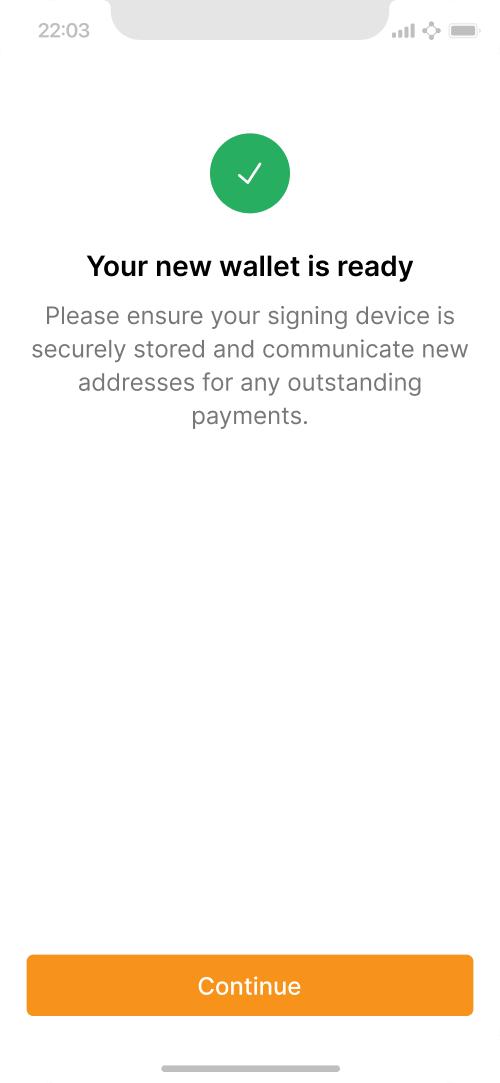 22:03
Your new wallet is ready
Please ensure your signing device is
securely stored and communicate new
addresses for any outstanding
payments.
Continue